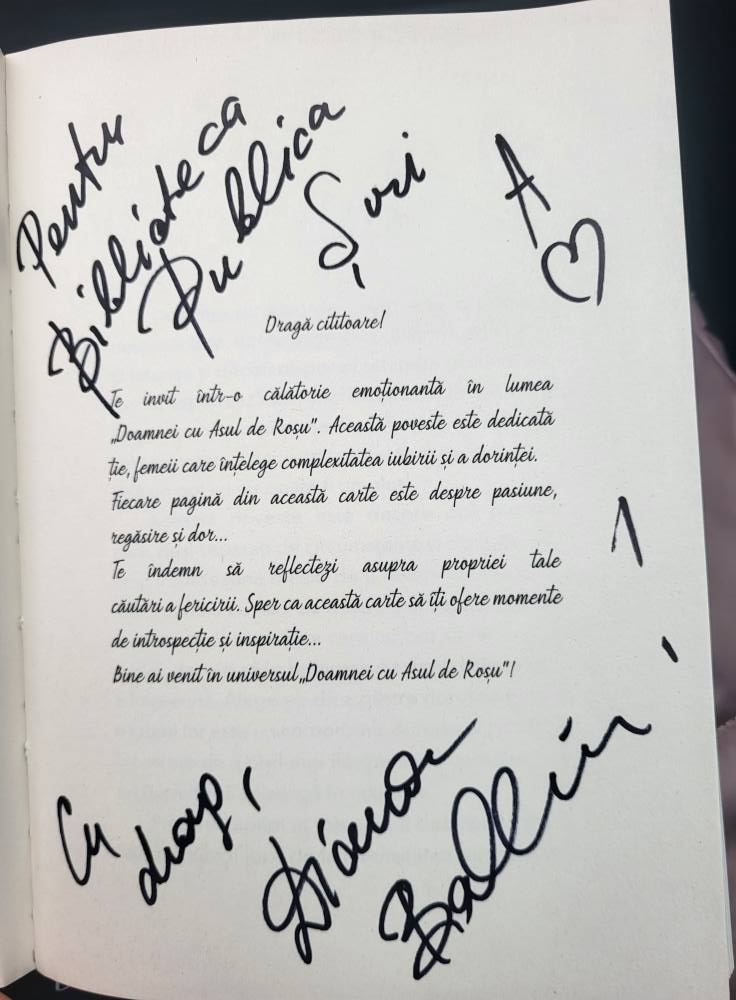 Pentru
Biblioteca
Publica
Șuri
A
♡
Dragă cititoare!
Te invit într-o călătorie emoționantă în lumea
„Doamnei cu Asul de Roșu". Această poveste este dedicată
ție, femeii care înțelege complexitatea iubirii și a dorinței.
Fiecare pagină din această carte este despre pasiune,
regăsire și dor...
Te îndemn să reflectezi asupra propriei tale
căutări a fericirii. Sper ca această carte să îți ofere momente
de introspecție și inspirație...
Bine ai venit în universul „Doamnei cu Asul de Roșu"!
!
Cu
drag,
Diana
Ballin